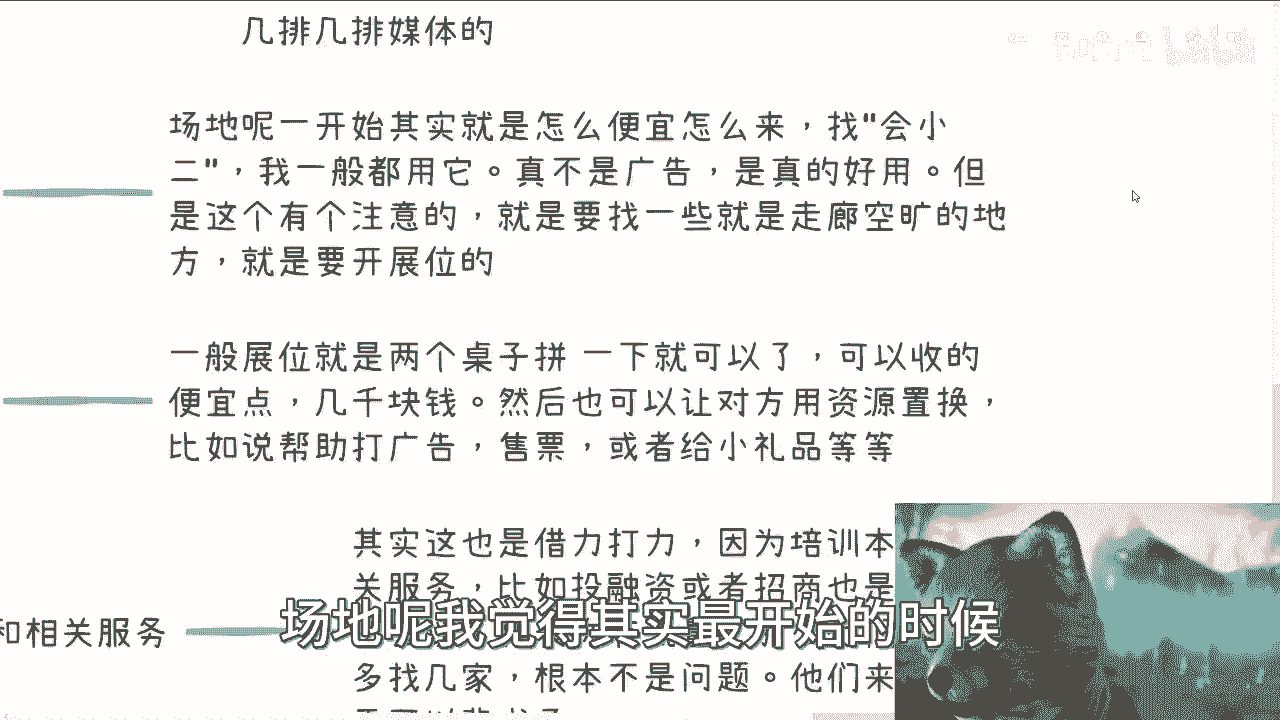 几排几排媒体的
场地呢一开始其实就是怎么便宜怎么来，找"会小
二"，我一般都用它。真不是广告，是真的好用。但
是这个有个注意的，就是要找一些就是走廊空旷的地
方，就是要开展位的
一般展位就是两个桌子拼 一下就可以了，可以收的
便宜点，几千块钱。然后也可以让对方用资源置换，
比如说帮助打广告，售票，或者给小礼品等等
其实这也是借力打力，因为培训本
关服务，比如投融资或者招商也是
和相关服务
场地呢我觉得其实最开始的时候
多找几家，根本不是问题。他们来